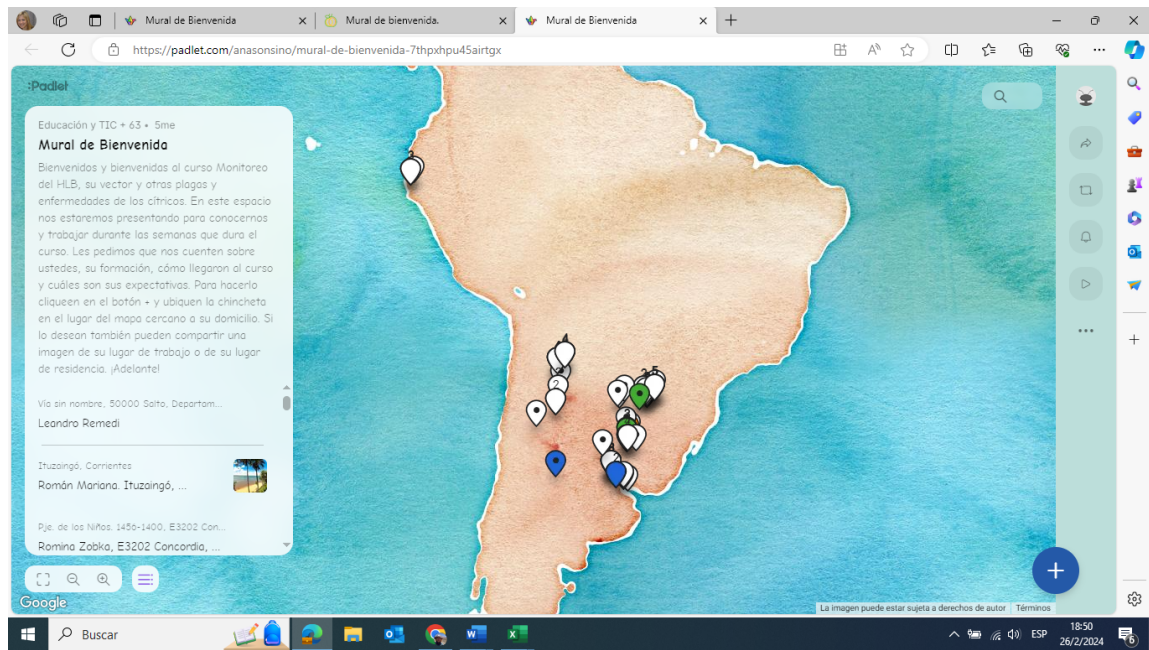 Mural de Bienvenida
Mural de bienvenida.
Mural de Bienvenida
https://padlet.com/anasonsino/mural-de-bienvenida-7thpxhpu45airtgx
:Padlet
Educación y TIC + 63 • 5me
Mural de Bienvenida
Bienvenidos y bienvenidas al curso Monitoreo
del HLB, su vector y otras plagas y
enfermedades de los cítricos. En este espacio
nos estaremos presentando para conocernos
y trabajar durante las semanas que dura el
curso. Les pedimos que nos cuenten sobre
ustedes, su formación, cómo llegaron al curso
y cuáles son sus expectativas. Para hacerlo
cliqueen en el botón + y ubiquen la chincheta
en el lugar del mapa cercano a su domicilio. Si
lo desean también pueden compartir una
imagen de su lugar de trabajo o de su lugar
de residencia. ¡Adelante!
Vía sin nombre, 50000 Salto, Departam...
Leandro Remedi
Ituzaingó, Corrientes
Román Mariana. Ituzaingó, ...
Pje. de los Niños. 1456-1400, E3202 Con...
Romina Zobka, E3202 Concordia, ...
Google
La imagen puede estar sujeta a derechos de autor
Términos
Buscar
ESP
18:50
26/2/2024
6